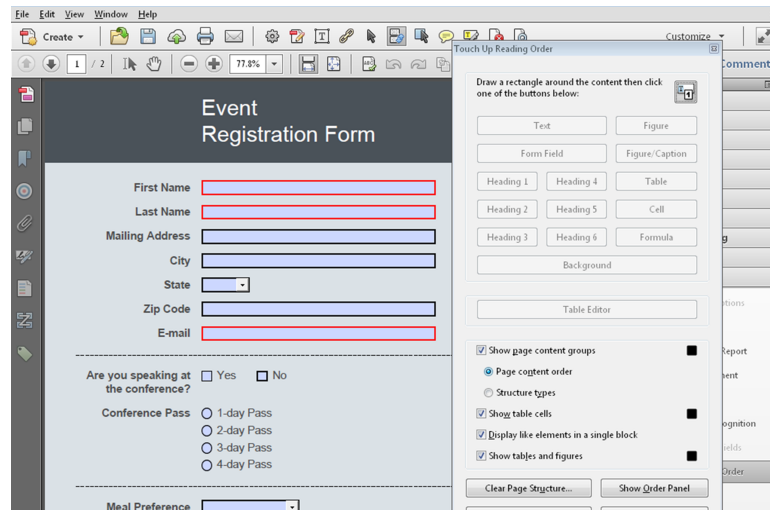 File Edit View Window Help
Create
Customize
1 / 2
77.8%
Comment
Event
Registration Form
First Name
Last Name
Mailing Address
City
State
Zip Code
E-mail
Are you speaking at
the conference?
Yes No
Conference Pass
1-day Pass
2-day Pass
3-day Pass
4-day Pass
Meal Preference
Touch Up Reading Order
Draw a rectangle around the content then click
one of the buttons below:
Text Figure
Form Field Figure/Caption
Heading 1 Heading 4 Table
Heading 2 Heading 5 Cell
Heading 3 Heading 6 Formula
Background
Table Editor
Show page content groups
Page content order
Structure types
Show table cells
Display like elements in a single block
Show tables and figures
Clear Page Structure... Show Order Panel
g
Report
Order